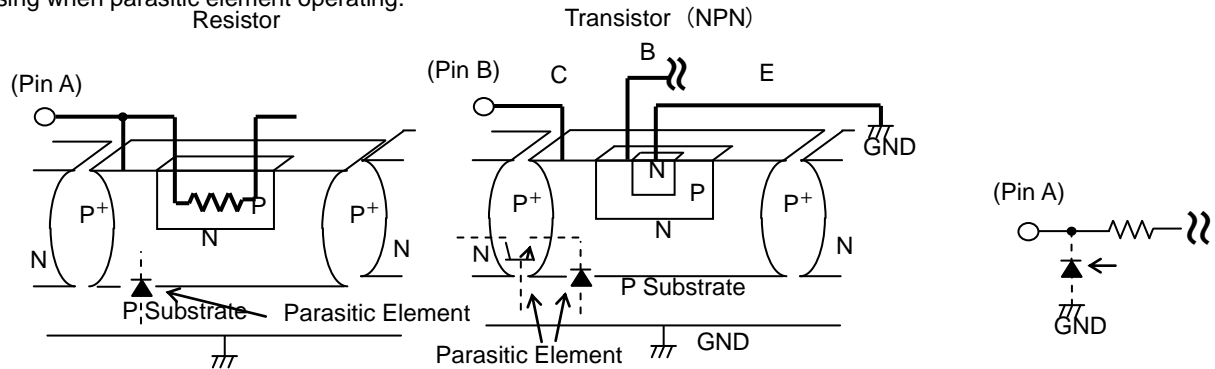 sing when parasitic element operating.
Resistor
Transistor（NPN）
(Pin A)
(Pin B)
C
B
E
GND
P+
P
P+
N
N
N
P Substrate
Parasitic Element
P+
N
P
P+
N
N
N
P Substrate
GND
Parasitic Element
(Pin A)
GND